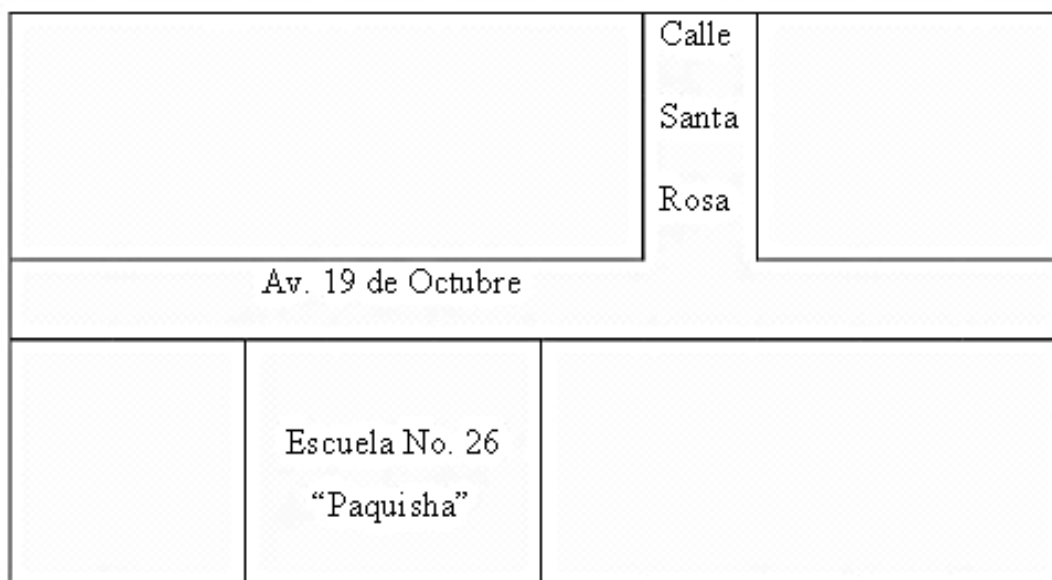 Calle
Santa
Rosa
Av. 19 de Octubre
Escuela No. 26
“Paquisha”